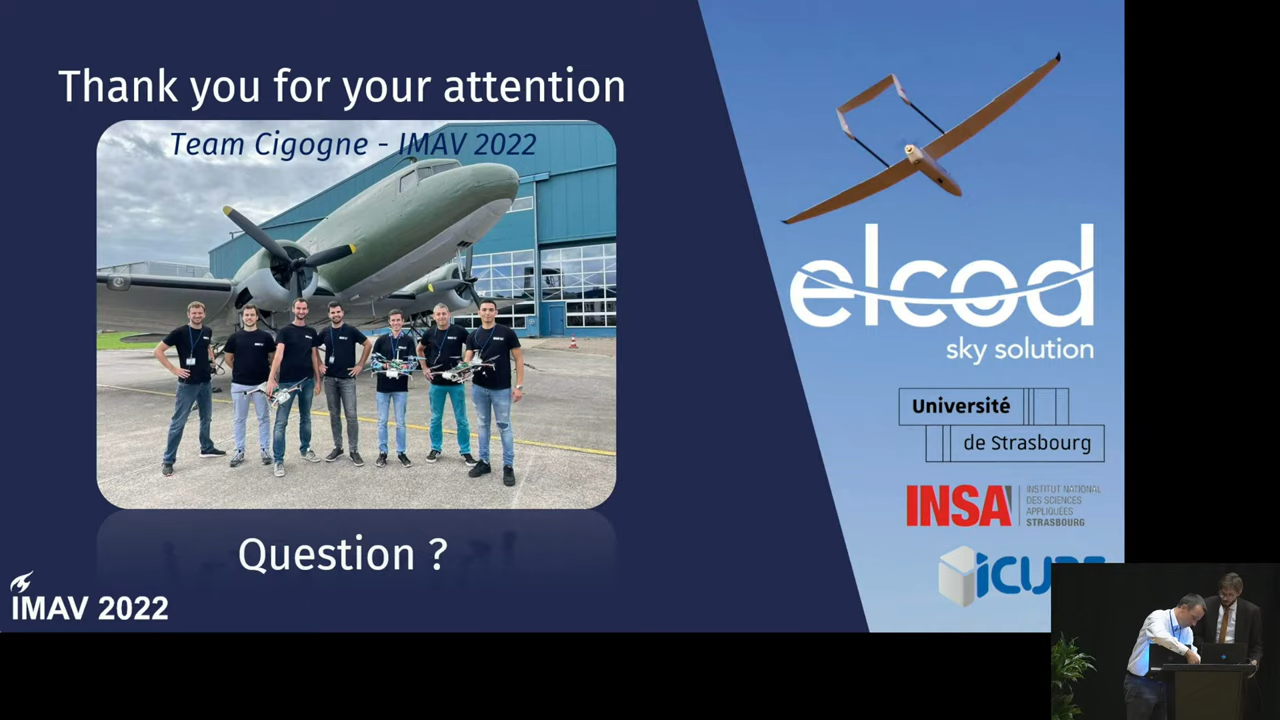 Thank you for your attention
Team Cigogne - IMAV 2022
Question ?
IMAV 2022
elcod
sky solution
Université
de Strasbourg
INSA
INSTITUT NATIONAL
DES SCIENCES
APPLIQUÉES
STRASBOURG